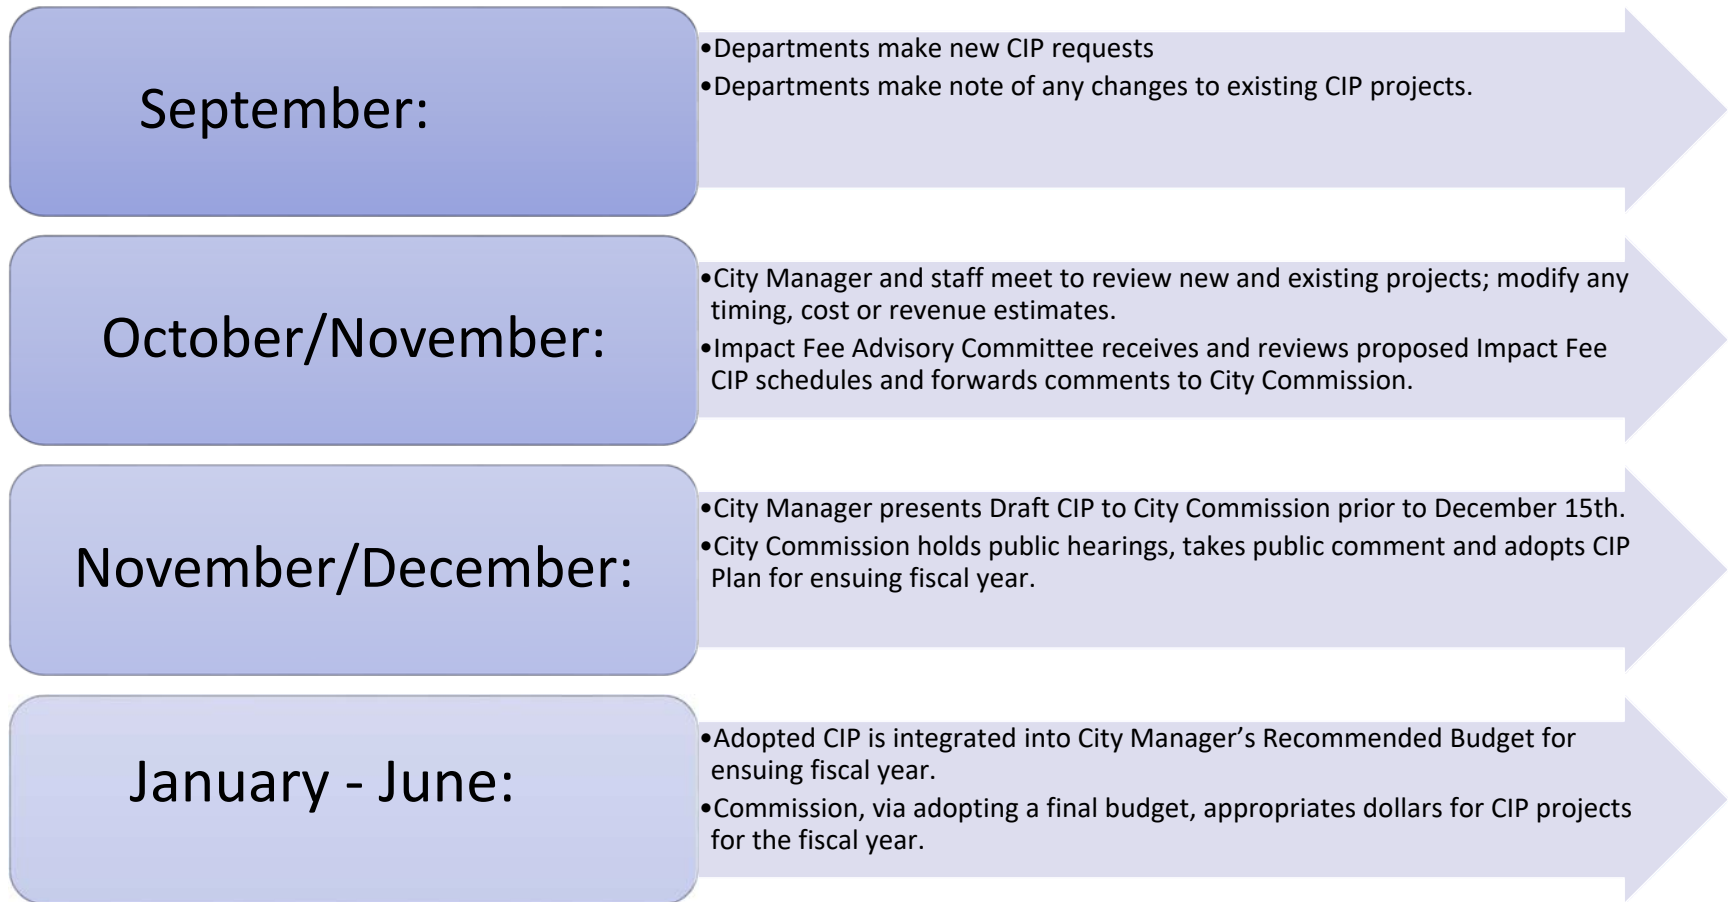 September:
•Departments make new CIP requests
•Departments make note of any changes to existing CIP projects.
October/November:
•City Manager and staff meet to review new and existing projects; modify any
timing, cost or revenue estimates.
•Impact Fee Advisory Committee receives and reviews proposed Impact Fee
CIP schedules and forwards comments to City Commission.
November/December:
•City Manager presents Draft CIP to City Commission prior to December 15th.
•City Commission holds public hearings, takes public comment and adopts CIP
Plan for ensuing fiscal year.
January - June:
•Adopted CIP is integrated into City Manager’s Recommended Budget for
ensuing fiscal year.
•Commission, via adopting a final budget, appropriates dollars for CIP projects
for the fiscal year.